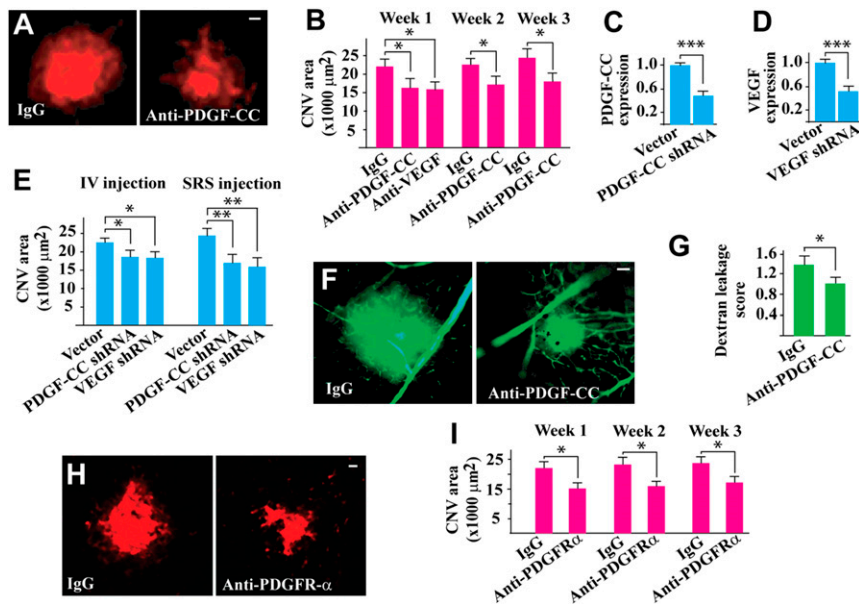 A
IgG
Anti-PDGF-CC
B
Week 1
Week 2
Week 3
CNV area
(x1000 μm2)
25
20
15
10
5
*
*
*
*
*
IgG
Anti-PDGF-CC
Anti-VEGF
IgG
Anti-PDGF-CC
IgG
Anti-PDGF-CC
C
PDGF-CC
expression
1.0
0.6
0.2
***
Vector
PDGF-CC shRNA
D
VEGF
expression
1.0
0.6
0.2
***
Vector
VEGF shRNA
E
IV injection
SRS injection
CNV area
(x1000 μm2)
25
20
15
10
5
*
*
**
**
Vector
PDGF-CC shRNA
VEGF shRNA
Vector
PDGF-CC shRNA
VEGF shRNA
F
IgG
Anti-PDGF-CC
G
Dextran leakage
score
1.6
1.2
0.8
0.4
*
IgG
Anti-PDGF-CC
H
IgG
Anti-PDGFR-α
I
Week 1
Week 2
Week 3
CNV area
(x1000 μm2)
25
15
5
*
*
*
IgG
Anti-PDGFRα
IgG
Anti-PDGFRα
IgG
Anti-PDGFRα